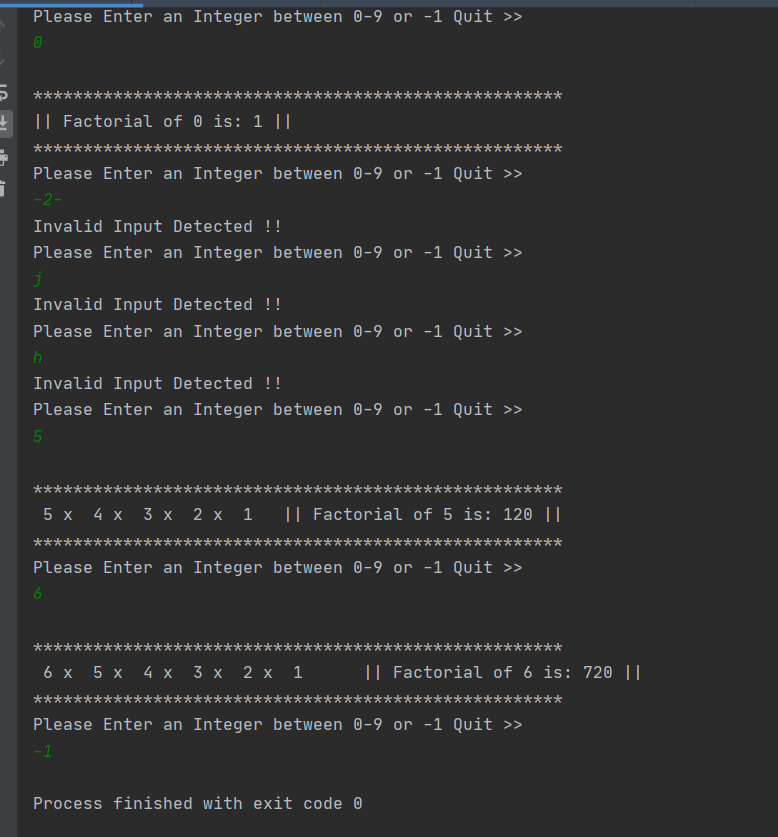 Please Enter an Integer between 0-9 or -1 Quit >>
0
*****************************************************
|| Factorial of 0 is: 1 ||
*****************************************************
Please Enter an Integer between 0-9 or -1 Quit >>
-2-
Invalid Input Detected !!
Please Enter an Integer between 0-9 or -1 Quit >>
j
Invalid Input Detected !!
Please Enter an Integer between 0-9 or -1 Quit >>
h
Invalid Input Detected !!
Please Enter an Integer between 0-9 or -1 Quit >>
5
*****************************************************
 5 x  4 x  3 x  2 x  1   || Factorial of 5 is: 120 ||
*****************************************************
Please Enter an Integer between 0-9 or -1 Quit >>
6
*****************************************************
 6 x  5 x  4 x  3 x  2 x  1      || Factorial of 6 is: 720 ||
*****************************************************
Please Enter an Integer between 0-9 or -1 Quit >>
-1
Process finished with exit code 0